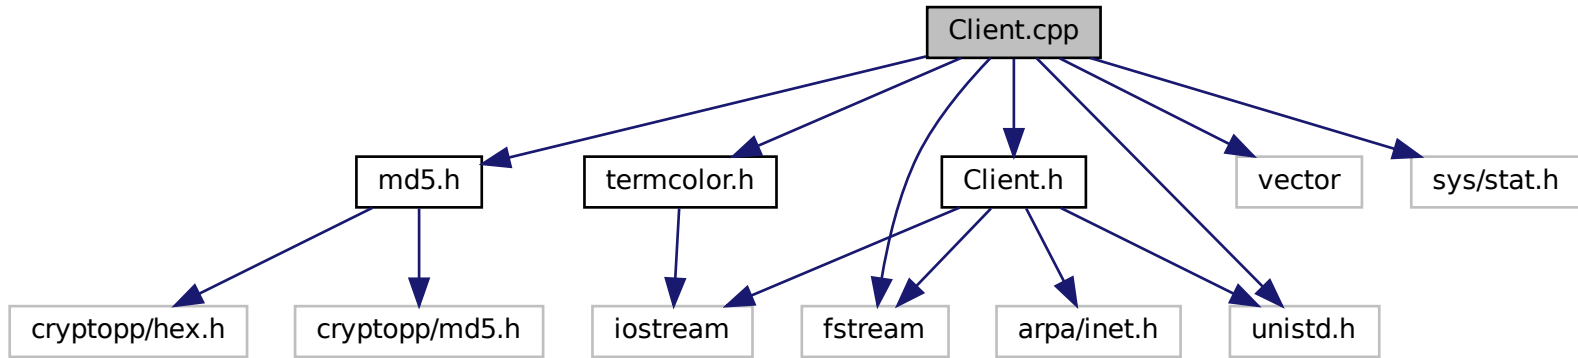 Client.cpp
md5.h
termcolor.h
Client.h
vector
sys/stat.h
cryptopp/hex.h
cryptopp/md5.h
iostream
fstream
arpa/inet.h
unistd.h